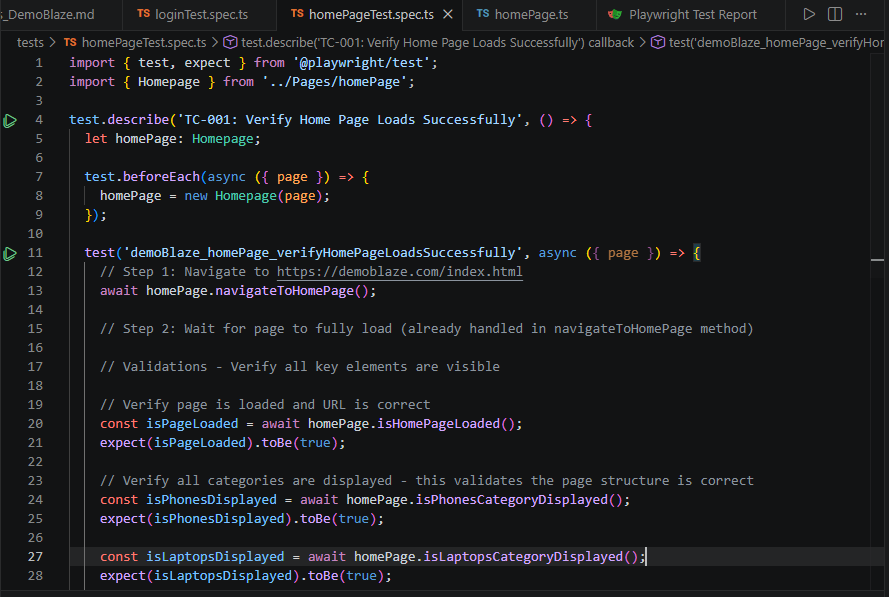 s_DemoBlaze.md TS loginTest.spec.ts TS homePageTest.spec.ts TS homePage.ts Playwright Test Report
tests > TS homePageTest.spec.ts > test.describe('TC-001: Verify Home Page Loads Successfully') callback > test('demoBlaze_homePage_verifyHom
1 import { test, expect } from '@playwright/test';
2 import { Homepage } from '../Pages/homePage';
3
4 test.describe('TC-001: Verify Home Page Loads Successfully', () => {
5 let homePage: Homepage;
6
7 test.beforeEach(async ({ page }) => {
8 homePage = new Homepage(page);
9 });
10
11 test('demoBlaze_homePage_verifyHomePageLoadsSuccessfully', async ({ page }) => {
12 // Step 1: Navigate to https://demoblaze.com/index.html
13 await homePage.navigateToHomePage();
14
15 // Step 2: Wait for page to fully load (already handled in navigateToHomePage method)
16
17 // Validations - Verify all key elements are visible
18
19 // Verify page is loaded and URL is correct
20 const isPageLoaded = await homePage.isHomePageLoaded();
21 expect(isPageLoaded).toBe(true);
22
23 // Verify all categories are displayed - this validates the page structure is correct
24 const isPhonesDisplayed = await homePage.isPhonesCategoryDisplayed();
25 expect(isPhonesDisplayed).toBe(true);
26
27 const isLaptopsDisplayed = await homePage.isLaptopsCategoryDisplayed();
28 expect(isLaptopsDisplayed).toBe(true);